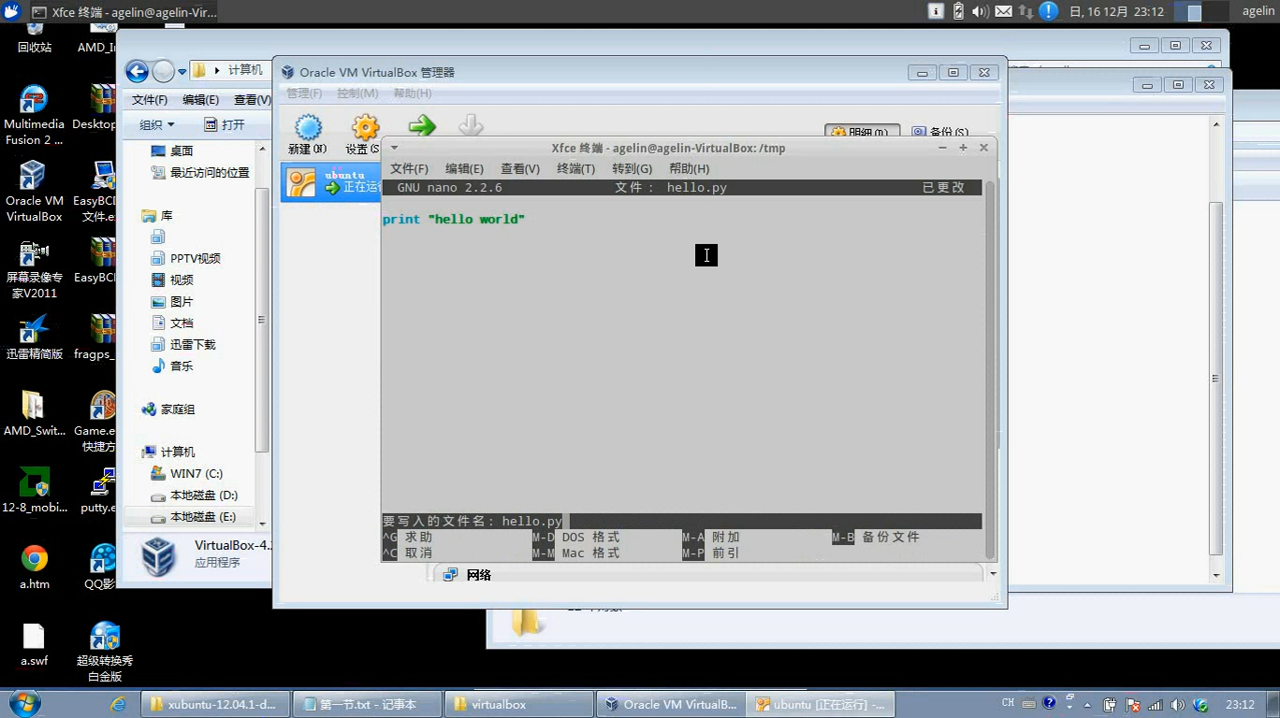 Xfce 终端 - agelin@agelin-Vir...
日, 16 12月 23:12
agelin
回收站
AMD_In
Multimedia Fusion 2 ...
Desktop
Oracle VM VirtualBox
EasyBC
文件.e
屏幕录像专家V2011
EasyBCI
迅雷精简版
fragps_
AMD_Swit...
Game.e
快捷方
12-8_mobi...
putty.e
a.htm
QQ影
a.swf
超级转换秀白金版
计算机
文件(F)
编辑(E)
查看(V)
组织
打开
桌面
最近访问的位置
库
PPTV视频
视频
图片
文档
迅雷下载
音乐
家庭组
计算机
WIN7 (C:)
本地磁盘 (D:)
本地磁盘 (E:)
VirtualBox-4.
应用程序
Oracle VM VirtualBox 管理器
管理(F)
控制(M)
帮助(H)
新建(N)
设置(S
明细(D)
备份(S)
ubuntu
正在运
Xfce 终端 - agelin@agelin-VirtualBox: /tmp
文件(F) 编辑(E) 查看(V) 终端(T) 转到(G) 帮助(H)
GNU nano 2.2.6 文件: hello.py 已更改
print "hello world"
要写入的文件名: hello.py
^G 求助 M-D DOS 格式 M-A 附加 M-B 备份文件
^C 取消 M-M Mac 格式 M-P 前引
网络
xubuntu-12.04.1-d...
第一节.txt - 记事本
virtualbox
Oracle VM VirtualB...
ubuntu [正在运行] -...
CH
23:12